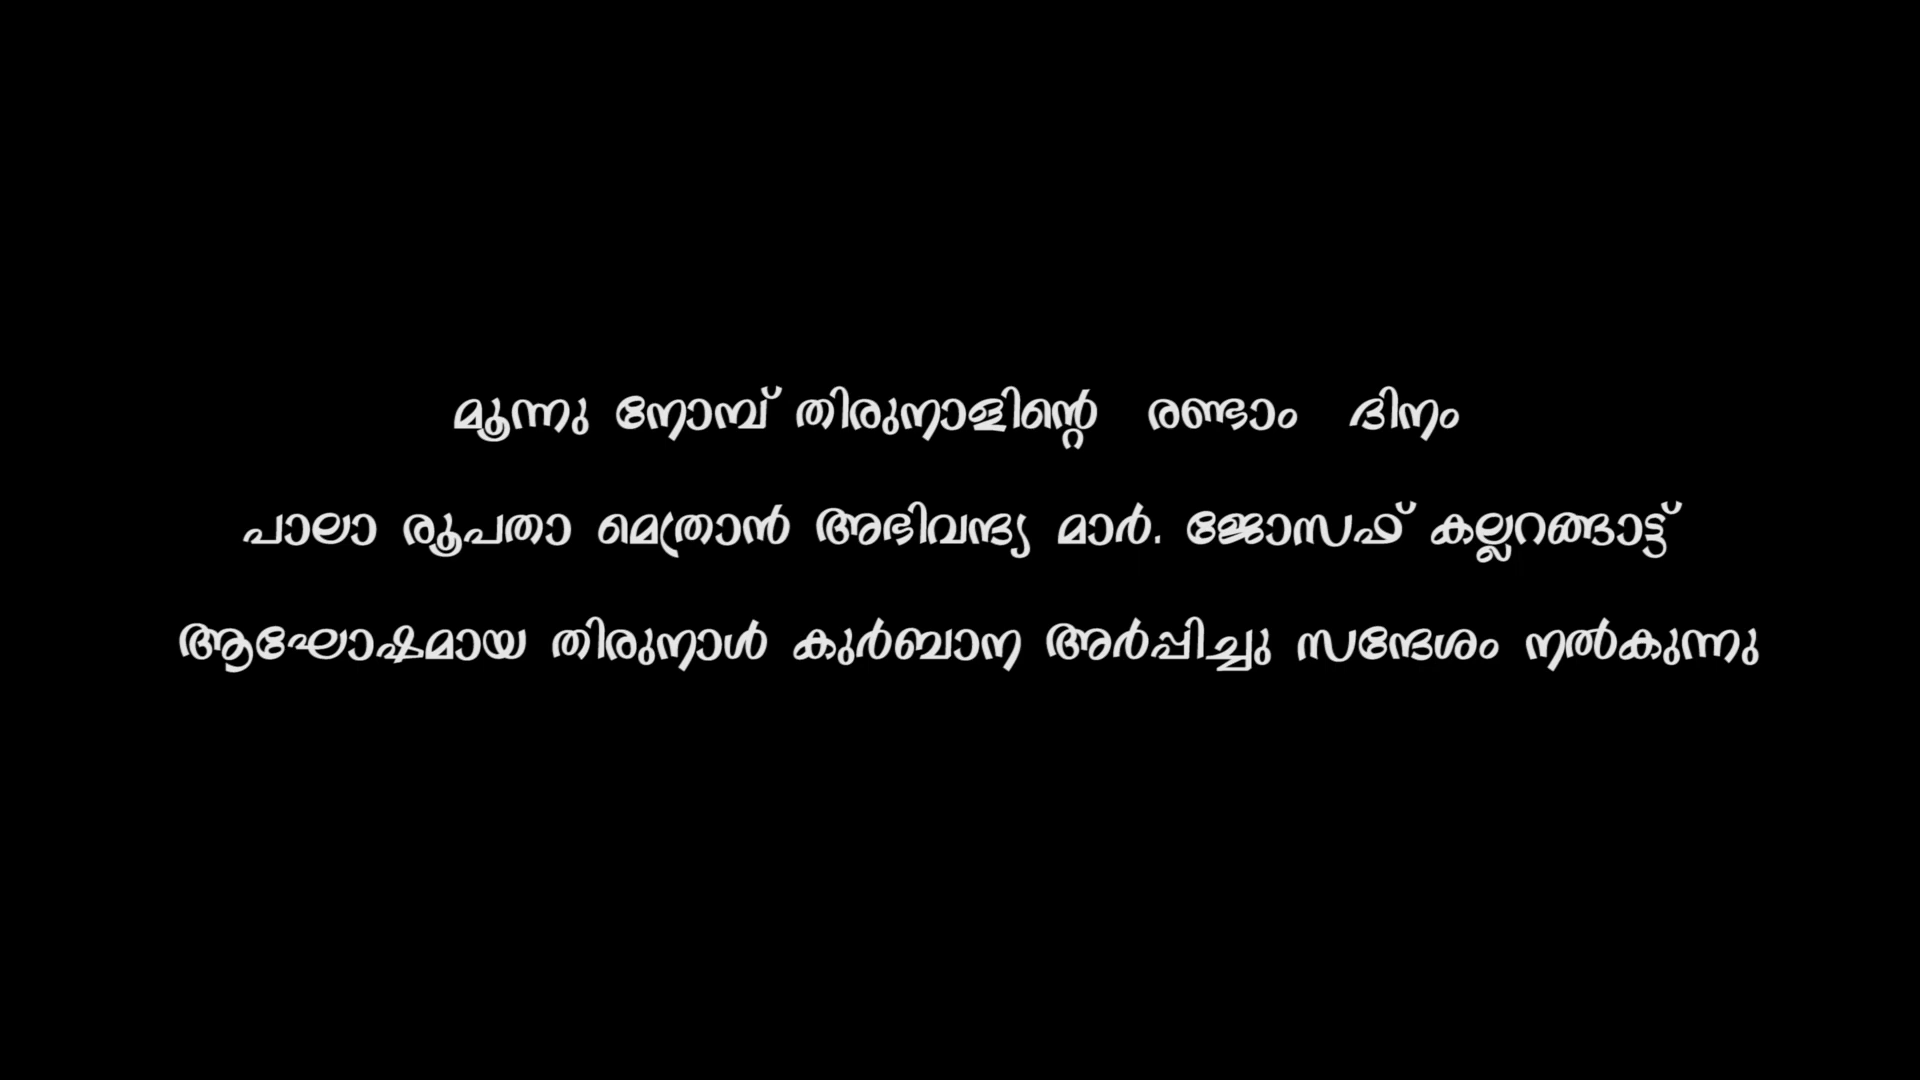 മൂന്നു നോമ്പ് തിരുനാളിന്റെ രണ്ടാം ദിനം
പാലാ രൂപതാ മെത്രാൻ അഭിവന്ദ്യ മാർ. ജോസഫ് കല്ലറങ്ങാട്ട്
ആഘോഷമായ തിരുനാൾ കുർബാന അർപ്പിച്ചു സന്ദേശം നൽകുന്നു